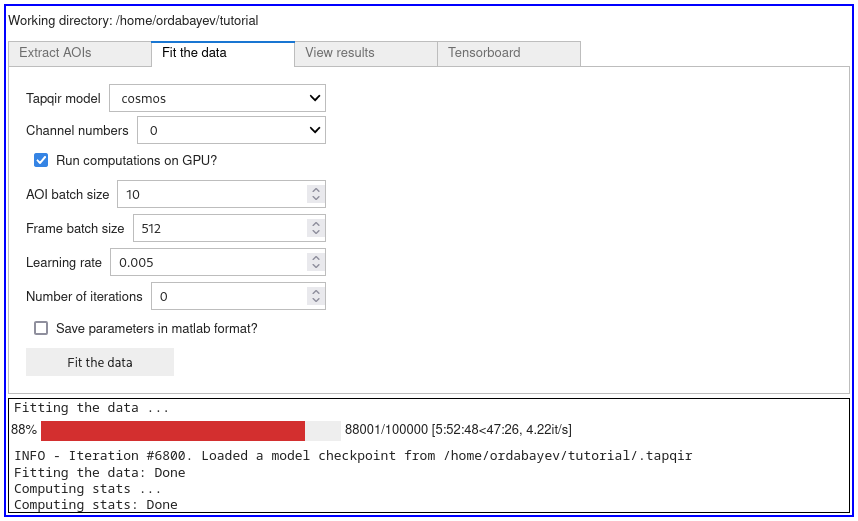 Working directory: /home/ordabayev/tutorial
Extract AOIs Fit the data View results Tensorboard
Tapqir model cosmos
Channel numbers 0
Run computations on GPU?
AOI batch size 10
Frame batch size 512
Learning rate 0.005
Number of iterations 0
Save parameters in matlab format?
Fit the data
Fitting the data ...
88% 88001/100000 [5:52:48<47:26, 4.22it/s]
INFO - Iteration #6800. Loaded a model checkpoint from /home/ordabayev/tutorial/.tapqir
Fitting the data: Done
Computing stats ...
Computing stats: Done